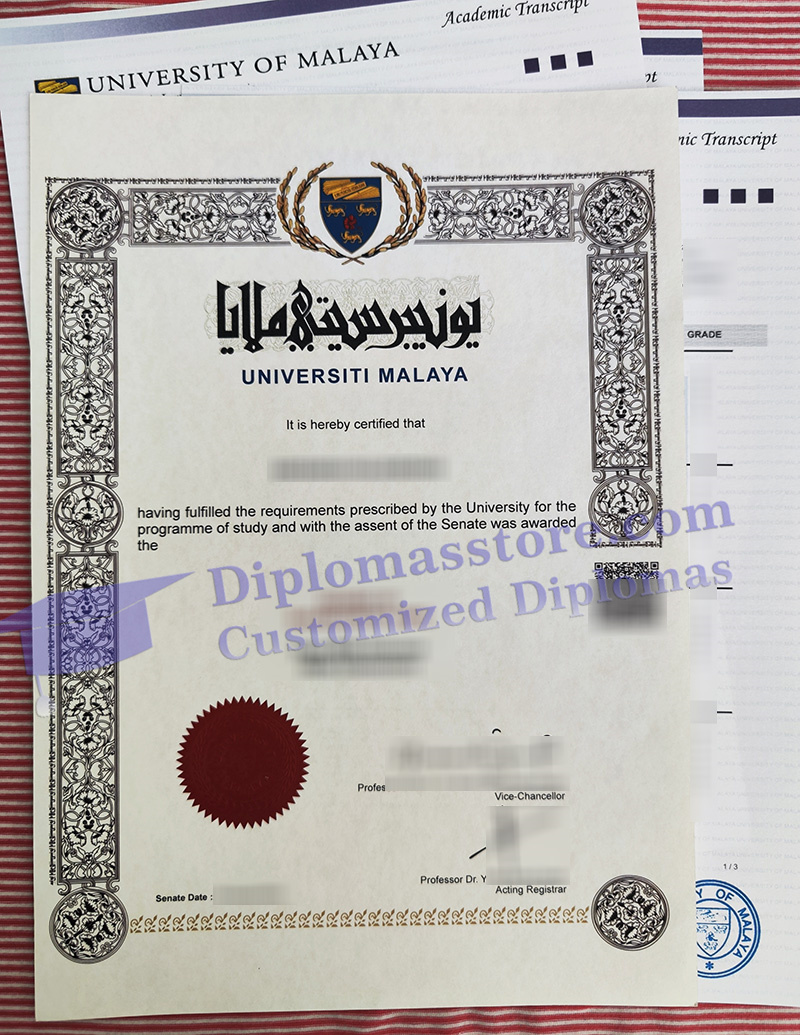 Academic Transcript
UNIVERSITY OF MALAYA
Academic Transcript
GRADE
يونيبرسيتي ملايا
UNIVERSITI MALAYA
It is hereby certified that
having fulfilled the requirements prescribed by the University for the
programme of study and with the assent of the Senate was awarded
the
Diplomasstore.com
Customized Diplomas
Vice-Chancellor
Professor Dr. Y
Acting Registrar
Senate Date :
1 / 3
OF MALAYA